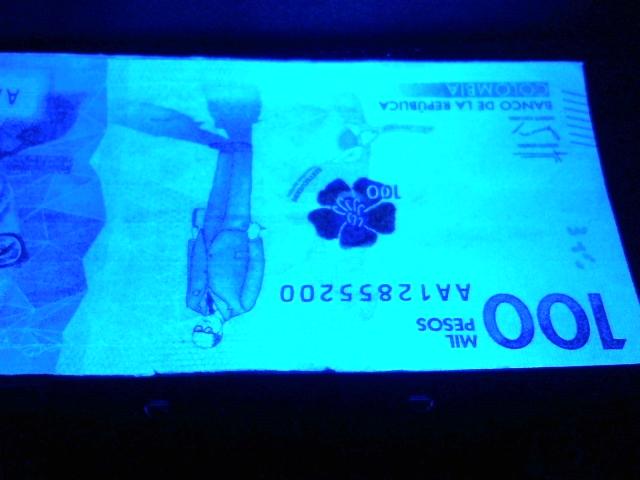 100 MIL
PESOS
AA12855200
100
BANCO DE LA REPÚBLICA
COLOMBIA